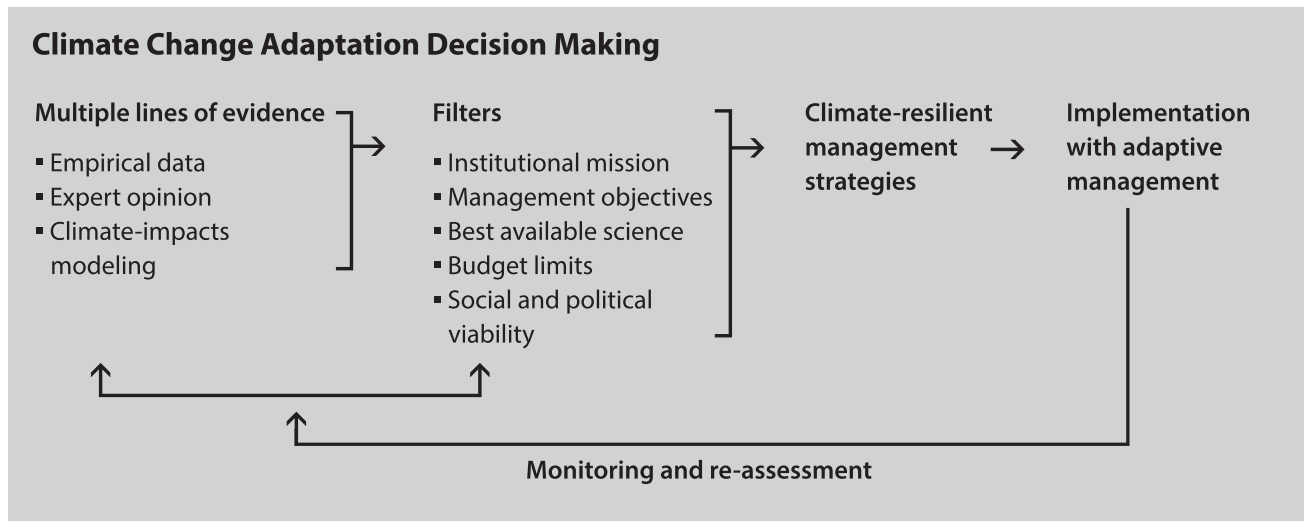 Climate Change Adaptation Decision Making
Multiple lines of evidence
▪ Empirical data
▪ Expert opinion
▪ Climate-impacts
modeling
Filters
▪ Institutional mission
▪ Management objectives
▪ Best available science
▪ Budget limits
▪ Social and political
viability
Climate-resilient
management
strategies
Implementation
with adaptive
management
Monitoring and re-assessment